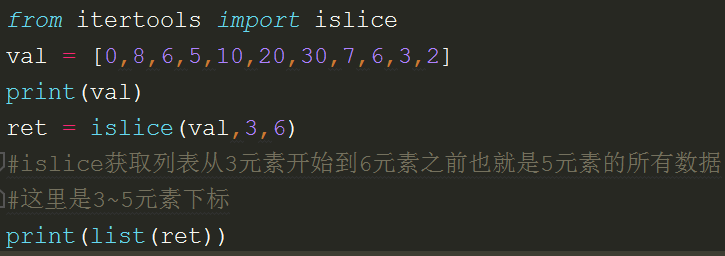 from itertools import islice
val = [0,8,6,5,10,20,30,7,6,3,2]
print(val)
ret = islice(val,3,6)
#islice获取列表从3元素开始到6元素之前也就是5元素的所有数据
#这里是3~5元素下标
print(list(ret))